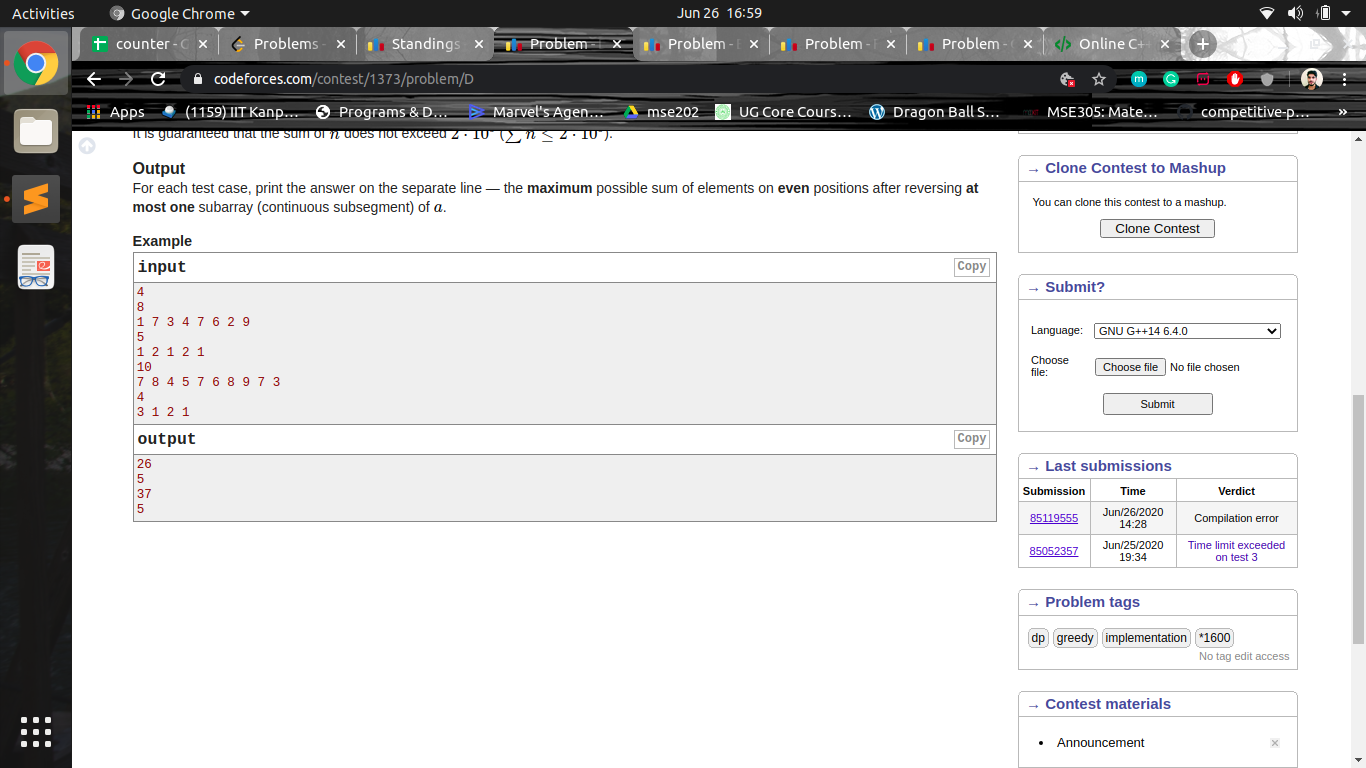 Activities
Google Chrome
Jun 26 16:59
counter - C
Problems -
Standings
Problem -
Problem - E
Problem - F
Problem - G
Online C+
codeforces.com/contest/1373/problem/D
Apps
(1159) IIT Kanp...
Programs & D...
Marvel's Agen...
mse202
UG Core Cours...
Dragon Ball S...
MSE305: Mate...
competitive-p...
»
It is guaranteed that the sum of n does not exceed 2 · 10 (∑ n ≤ 2 · 10 ).
Output
For each test case, print the answer on the separate line — the maximum possible sum of elements on even positions after reversing at
most one subarray (continuous subsegment) of a.
Example
input
Copy
4
8
1 7 3 4 7 6 2 9
5
1 2 1 2 1
10
7 8 4 5 7 6 8 9 7 3
4
3 1 2 1
output
Copy
26
5
37
5
→ Clone Contest to Mashup
You can clone this contest to a mashup.
Clone Contest
→ Submit?
Language:
GNU G++14 6.4.0
Choose
file:
Choose file No file chosen
Submit
→ Last submissions
Submission Time Verdict
85119555 Jun/26/2020 14:28 Compilation error
85052357 Jun/25/2020 19:34 Time limit exceeded on test 3
→ Problem tags
dp greedy implementation *1600
No tag edit access
→ Contest materials
• Announcement